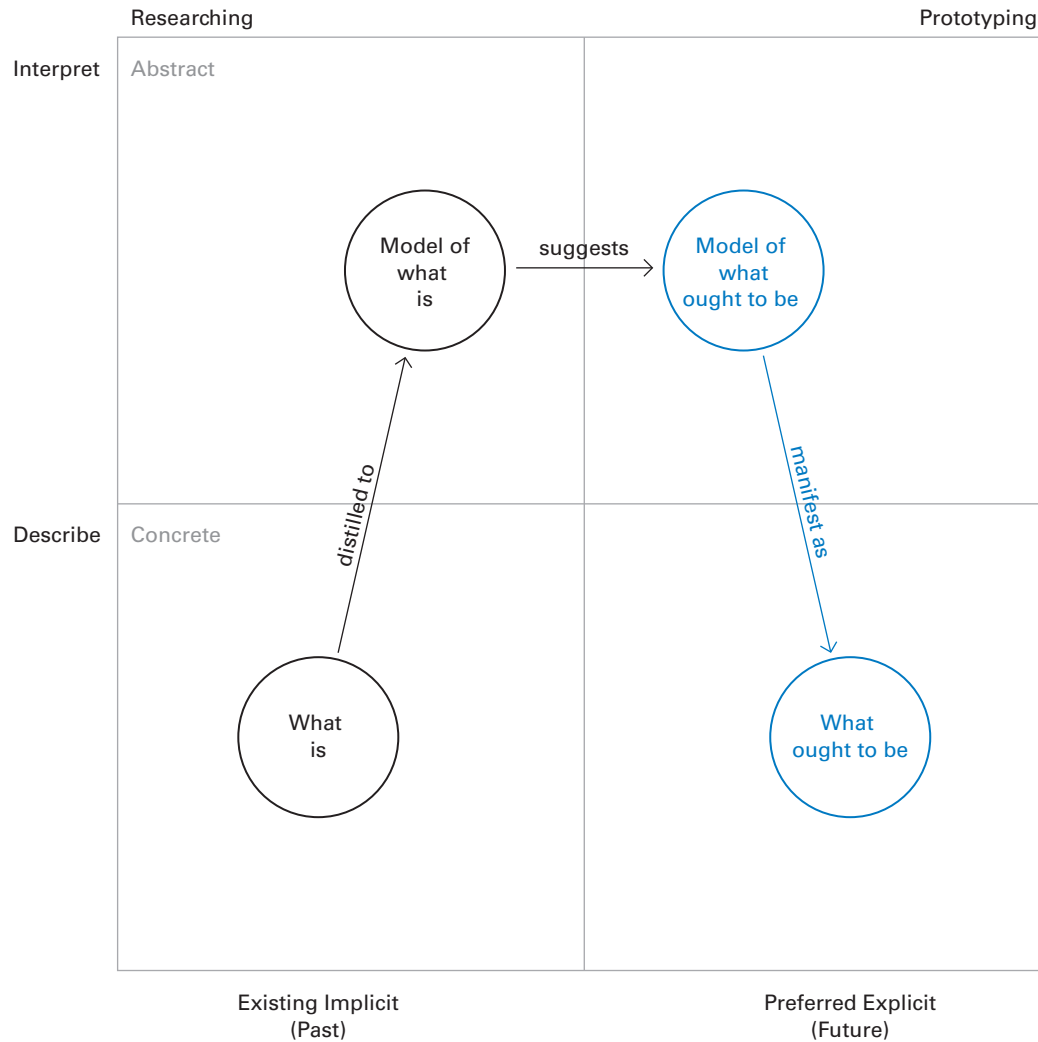 Researching
Prototyping
Interpret
Abstract
Model of
what
is
suggests
Model of
what
ought to be
distilled to
manifest as
Describe
Concrete
What
is
What
ought to be
Existing Implicit
(Past)
Preferred Explicit
(Future)